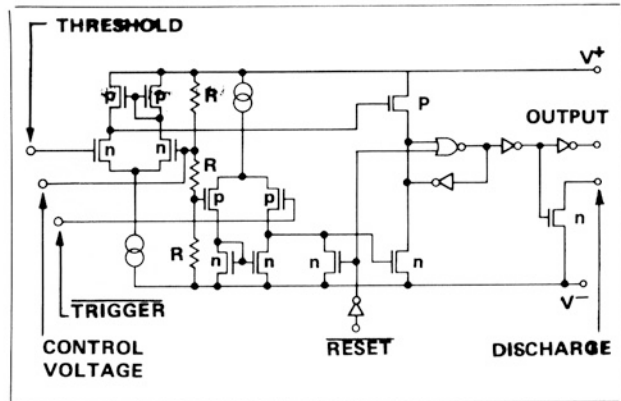 THRESHOLD
V+
p p R P OUTPUT
n n
R p p
n
R n n n n
V−
TRIGGER
RESET DISCHARGE
CONTROL
VOLTAGE